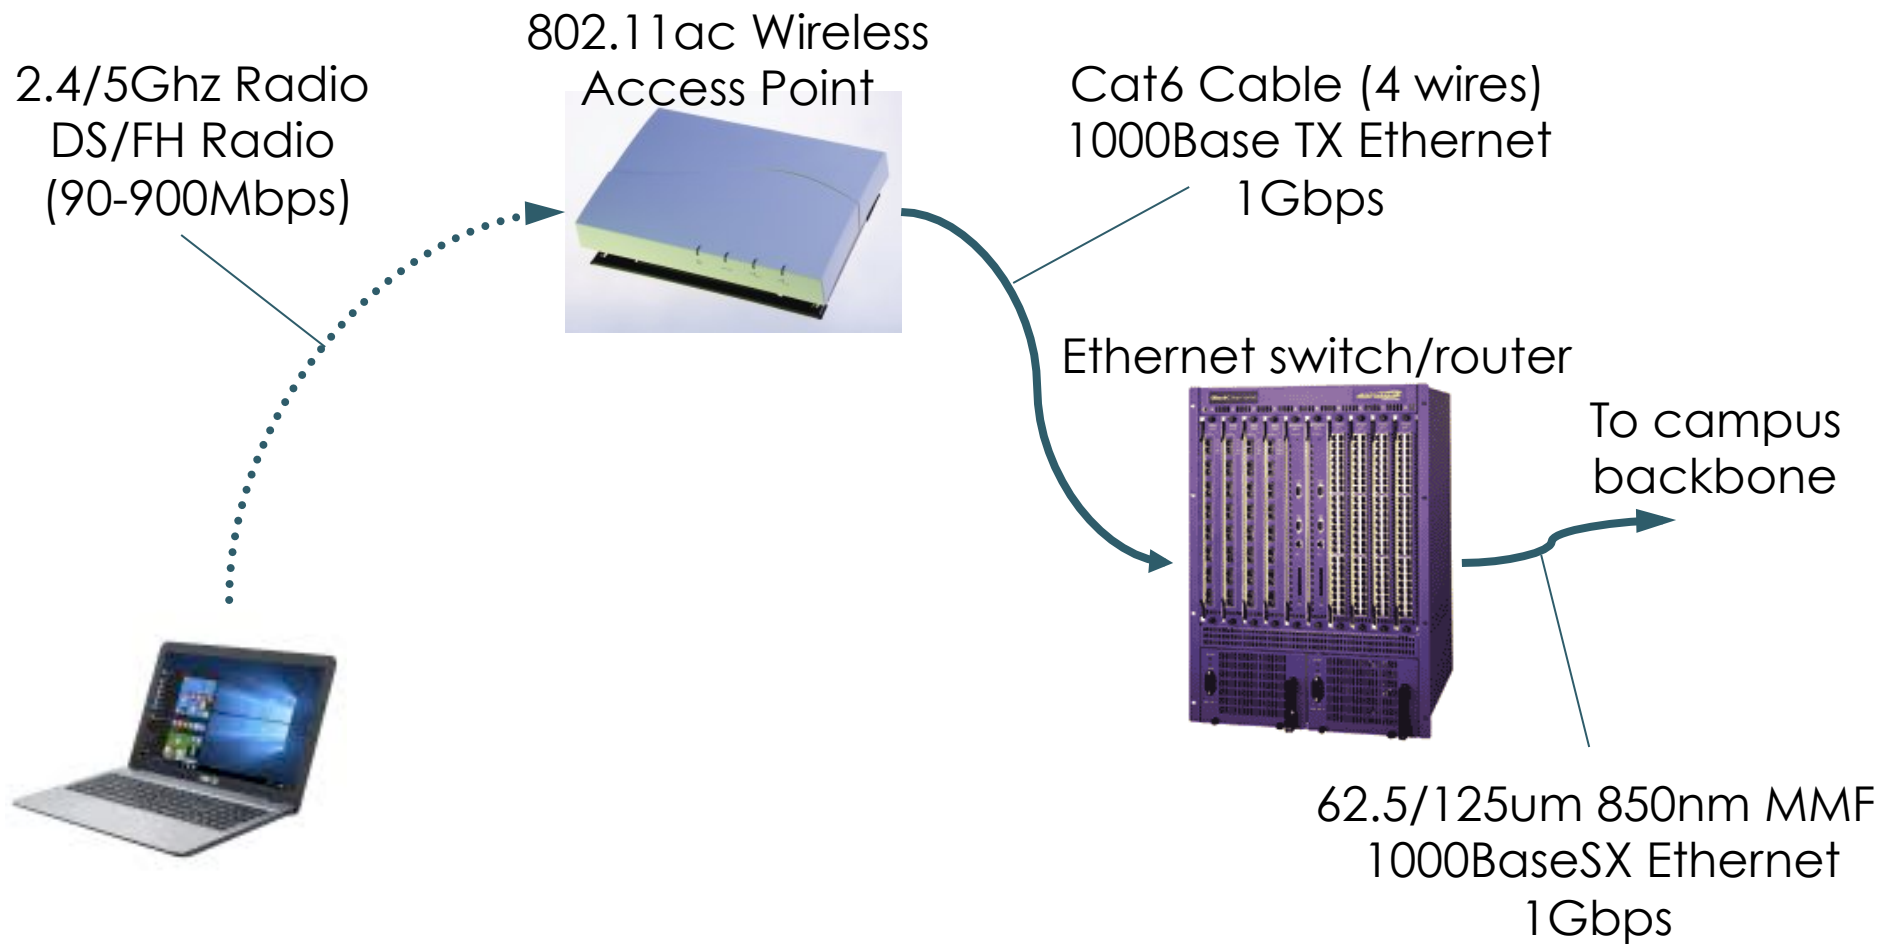 2.4/5Ghz Radio
DS/FH Radio
(90-900Mbps)
802.11ac Wireless
Access Point
Cat6 Cable (4 wires)
1000Base TX Ethernet
1Gbps
Ethernet switch/router
To campus
backbone
62.5/125um 850nm MMF
1000BaseSX Ethernet
1Gbps